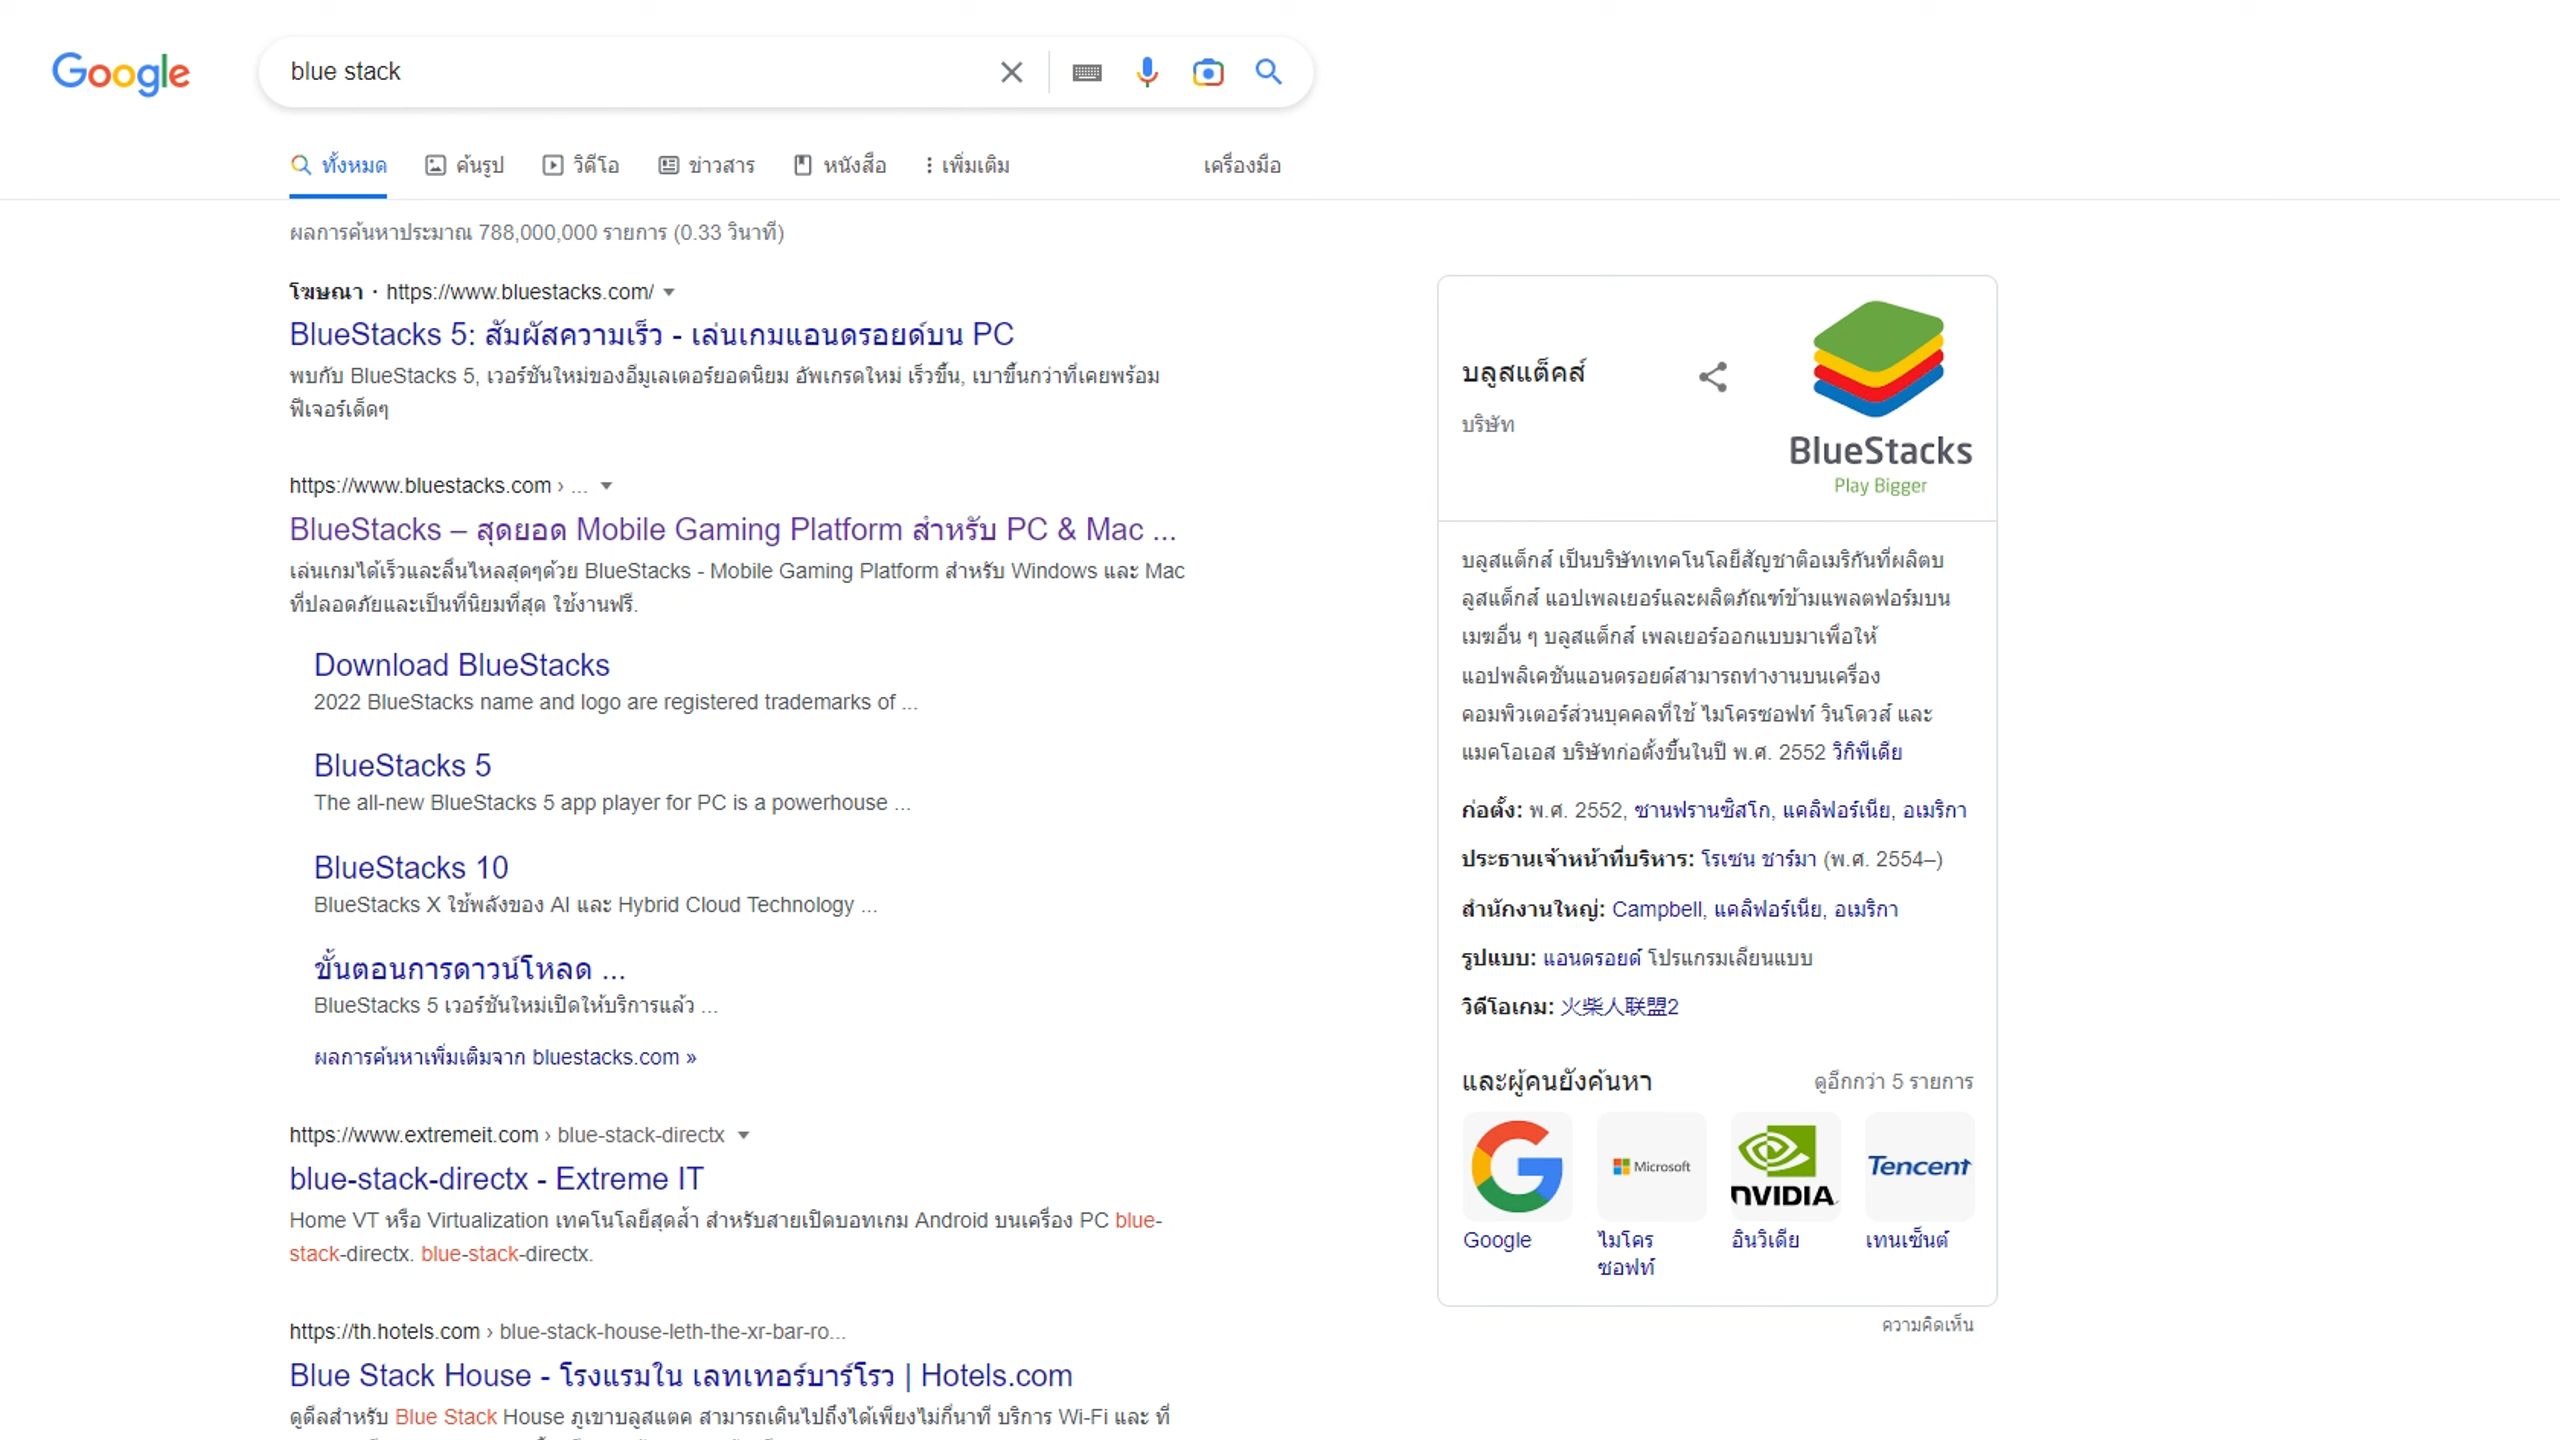 Google
blue stack
ทั้งหมด ค้นรูป วิดีโอ ข่าวสาร หนังสือ เพิ่มเติม เครื่องมือ
ผลการค้นหาประมาณ 788,000,000 รายการ (0.33 วินาที)
โฆษณา · https://www.bluestacks.com/
BlueStacks 5: สัมผัสความเร็ว - เล่นเกมแอนดรอยด์บน PC
พบกับ BlueStacks 5, เวอร์ชันใหม่ของอีมูเลเตอร์ยอดนิยม อัพเกรดใหม่ เร็วขึ้น, เบาขึ้นกว่าที่เคยพร้อม
ฟีเจอร์เด็ดๆ
https://www.bluestacks.com › ...
BlueStacks – สุดยอด Mobile Gaming Platform สำหรับ PC & Mac ...
เล่นเกมได้เร็วและลื่นไหลสุดๆด้วย BlueStacks - Mobile Gaming Platform สำหรับ Windows และ Mac
ที่ปลอดภัยและเป็นที่นิยมที่สุด ใช้งานฟรี.
Download BlueStacks
2022 BlueStacks name and logo are registered trademarks of ...
BlueStacks 5
The all-new BlueStacks 5 app player for PC is a powerhouse ...
BlueStacks 10
BlueStacks X ใช้พลังของ AI และ Hybrid Cloud Technology ...
ขั้นตอนการดาวน์โหลด ...
BlueStacks 5 เวอร์ชันใหม่เปิดให้บริการแล้ว ...
ผลการค้นหาเพิ่มเติมจาก bluestacks.com »
https://www.extremeit.com › blue-stack-directx
blue-stack-directx - Extreme IT
Home VT หรือ Virtualization เทคโนโลยีสุดล้ำ สำหรับสายเปิดบอทเกม Android บนเครื่อง PC blue-
stack-directx. blue-stack-directx.
https://th.hotels.com › blue-stack-house-leth-the-xr-bar-ro...
Blue Stack House - โรงแรมใน เลทเทอร์บาร์โรว | Hotels.com
ดูดีลสำหรับ Blue Stack House ภูเขาบลูสแตค สามารถเดินไปถึงได้เพียงไม่กี่นาที บริการ Wi-Fi และ ที่
บลูสแต็คส์
บริษัท
BlueStacks
Play Bigger
บลูสแต็กส์ เป็นบริษัทเทคโนโลยีสัญชาติอเมริกันที่ผลิตบ
ลูสแต็กส์ แอปเพลเยอร์และผลิตภัณฑ์ข้ามแพลตฟอร์มบน
เมฆอื่น ๆ บลูสแต็กส์ เพลเยอร์ออกแบบมาเพื่อให้
แอปพลิเคชันแอนดรอยด์สามารถทำงานบนเครื่อง
คอมพิวเตอร์ส่วนบุคคลที่ใช้ ไมโครซอฟท์ วินโดวส์ และ
แมคโอเอส บริษัทก่อตั้งขึ้นในปี พ.ศ. 2552 วิกิพีเดีย
ก่อตั้ง: พ.ศ. 2552, ซานฟรานซิสโก, แคลิฟอร์เนีย, อเมริกา
ประธานเจ้าหน้าที่บริหาร: โรเซน ชาร์มา (พ.ศ. 2554–)
สำนักงานใหญ่: Campbell, แคลิฟอร์เนีย, อเมริกา
รูปแบบ: แอนดรอยด์ โปรแกรมเลียนแบบ
วิดีโอเกม: 火柴人联盟2
และผู้คนยังค้นหา ดูอีกกว่า 5 รายการ
Microsoft NVIDIA Tencent
Google ไมโคร อินวิเดีย เทนเซ็นต์
ซอฟท์
ความคิดเห็น